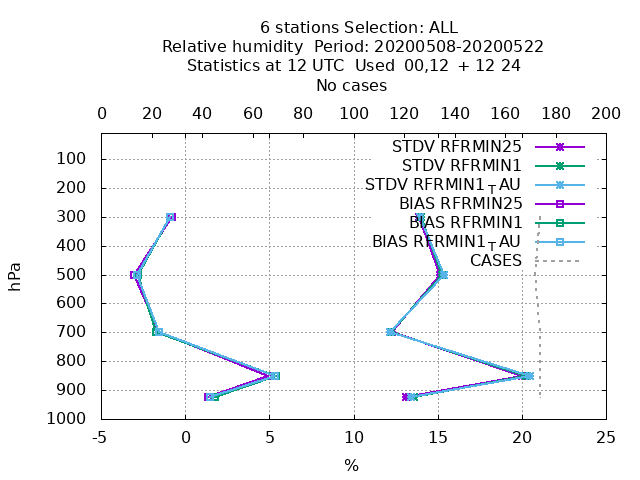 6 stations Selection: ALL
Relative humidity  Period: 20200508-20200522
Statistics at 12 UTC  Used  00,12  + 12 24
No cases
0 20 40 60 80 100 120 140 160 180 200
STDV RFRMIN25
STDV RFRMIN1
STDV RFRMIN1TAU
BIAS RFRMIN25
BIAS RFRMIN1
BIAS RFRMIN1TAU
CASES
hPa
100
200
300
400
500
600
700
800
900
1000
-5 0 5 10 15 20 25
%